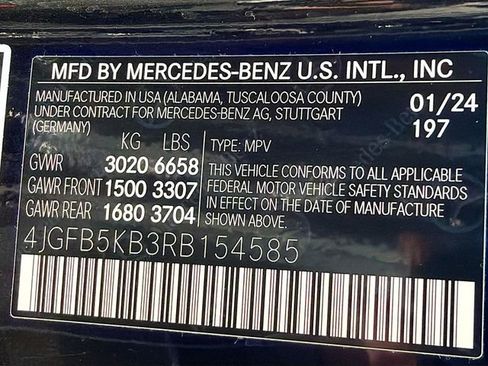 MFD BY MERCEDES-BENZ U.S. INTL., INC
MANUFACTURED IN USA (ALABAMA, TUSCALOOSA COUNTY)
UNDER CONTRACT FOR MERCEDES-BENZ AG, STUTTGART
(GERMANY)
01/24
197
KG LBS
GVWR 3020 6658
GAWR FRONT 1500 3307
GAWR REAR 1680 3704
TYPE: MPV
THIS VEHICLE CONFORMS TO ALL APPLICABLE
FEDERAL MOTOR VEHICLE SAFETY STANDARDS
IN EFFECT ON THE DATE OF MANUFACTURE
SHOWN ABOVE.
4JGFB5KB3RB154585